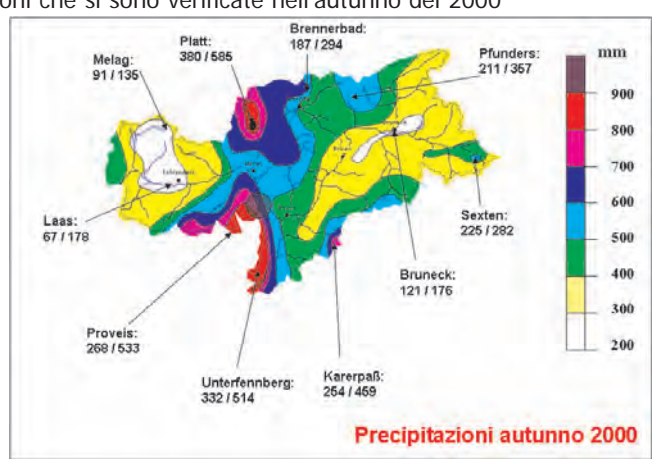 oni che si sono verificate nell'autunno del 2000
Brennerbad:
187 / 294
Platt:
380 / 585
Pfunders:
211 / 357
Melag:
91 / 135
mm
900
800
700
600
500
400
300
200
Laas:
67 / 178
Sexten:
225 / 282
Bruneck:
121 / 176
Proveis:
268 / 533
Unterfennberg:
332 / 514
Karerpaß:
254 / 459
Precipitazioni autunno 2000